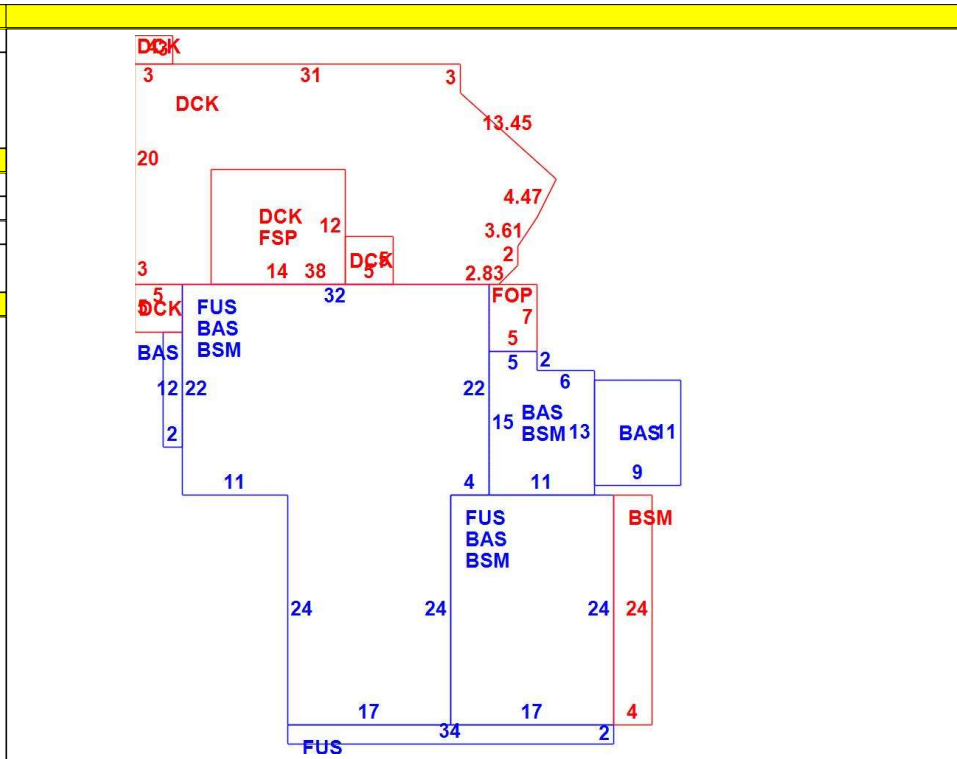 DCK 43
3 31 3
DCK
13.45
20
4.47
DCK 12
FSP
3.61
2
DCK 5
3 14 38 5 2.83
5 32 FOP
5 DCK FUS 7
BAS
BAS BSM 5
5 2
6
12 22 22
15 BAS
BSM 13 BAS 11
2
9
11 4 11
FUS BSM
BAS
BSM
24 24 24 24
17 17 4
34 2
FUS